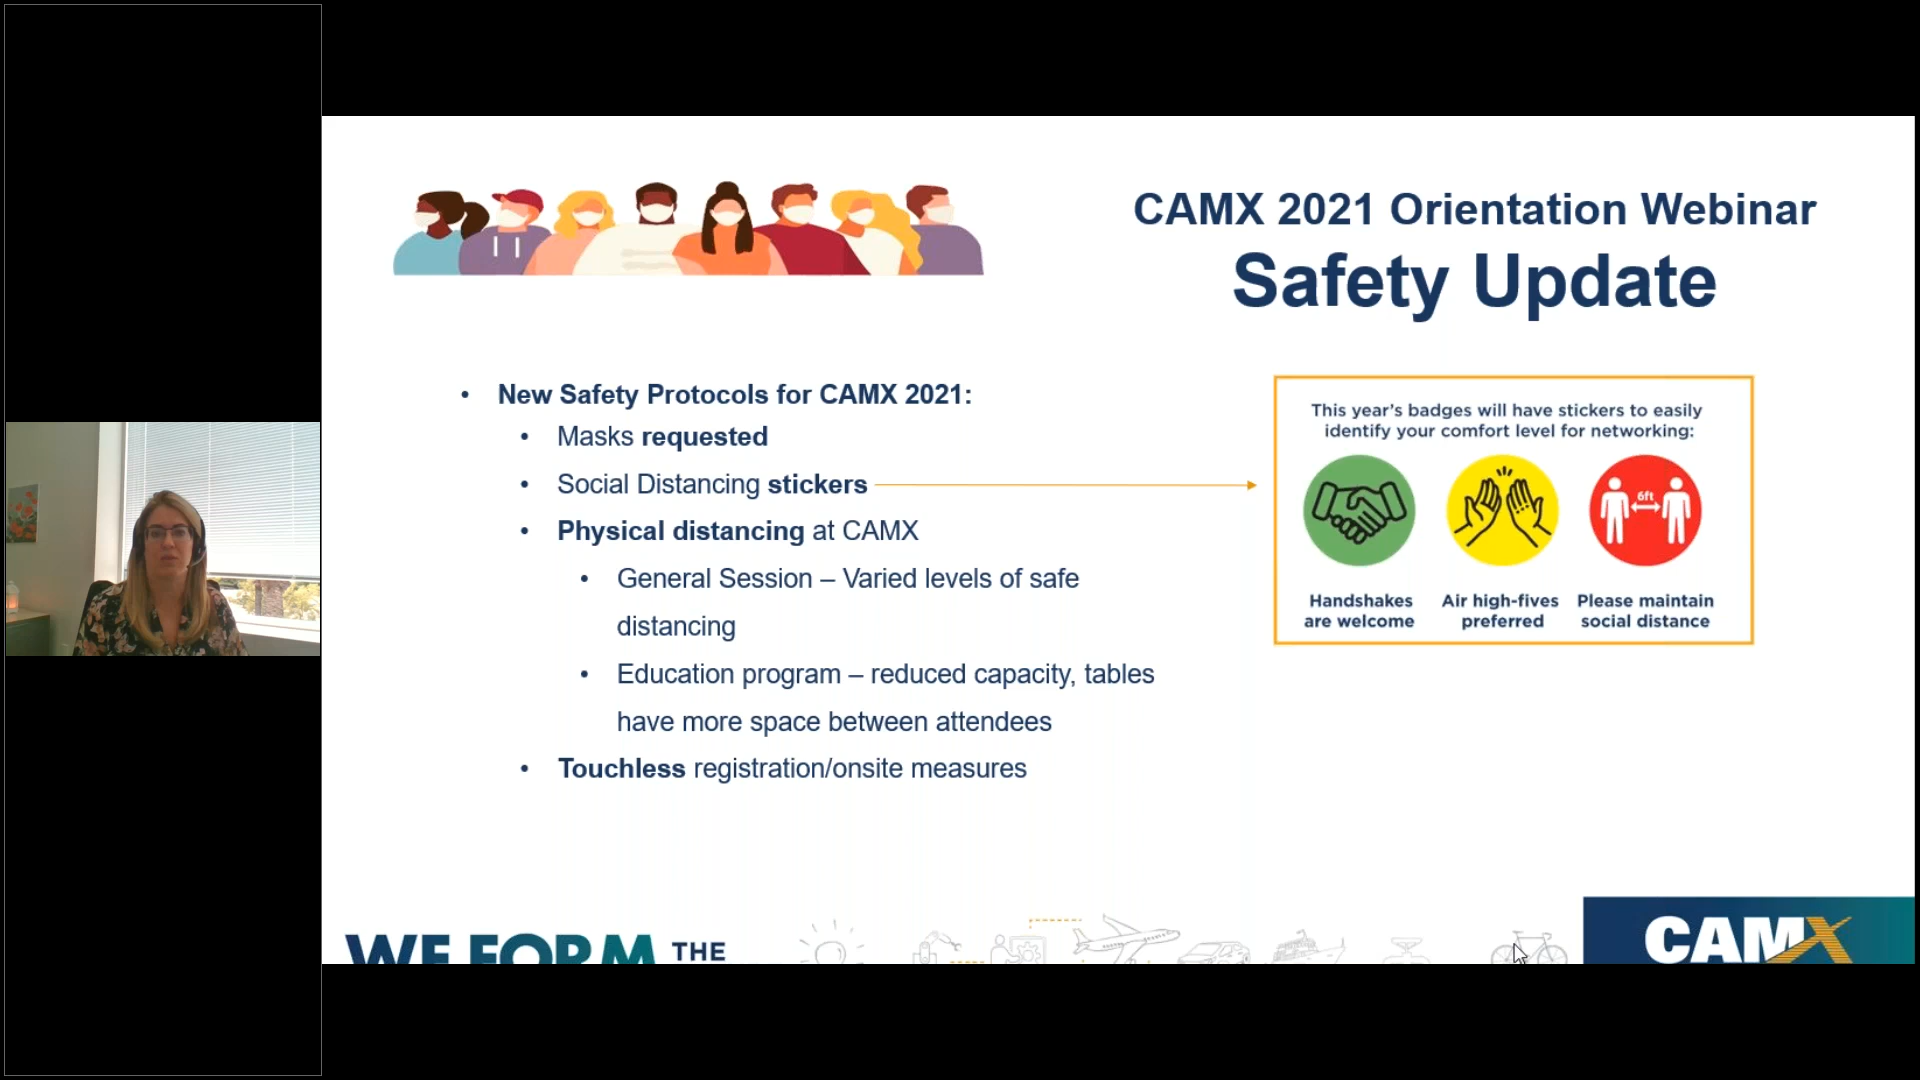 CAMX 2021 Orientation Webinar
Safety Update
• New Safety Protocols for CAMX 2021:
• Masks requested
• Social Distancing stickers
• Physical distancing at CAMX
• General Session – Varied levels of safe
distancing
• Education program – reduced capacity, tables
have more space between attendees
• Touchless registration/onsite measures
This year's badges will have stickers to easily
identify your comfort level for networking:
6ft
Handshakes
are welcome
Air high-fives
preferred
Please maintain
social distance
WE FORM THE
CAMX